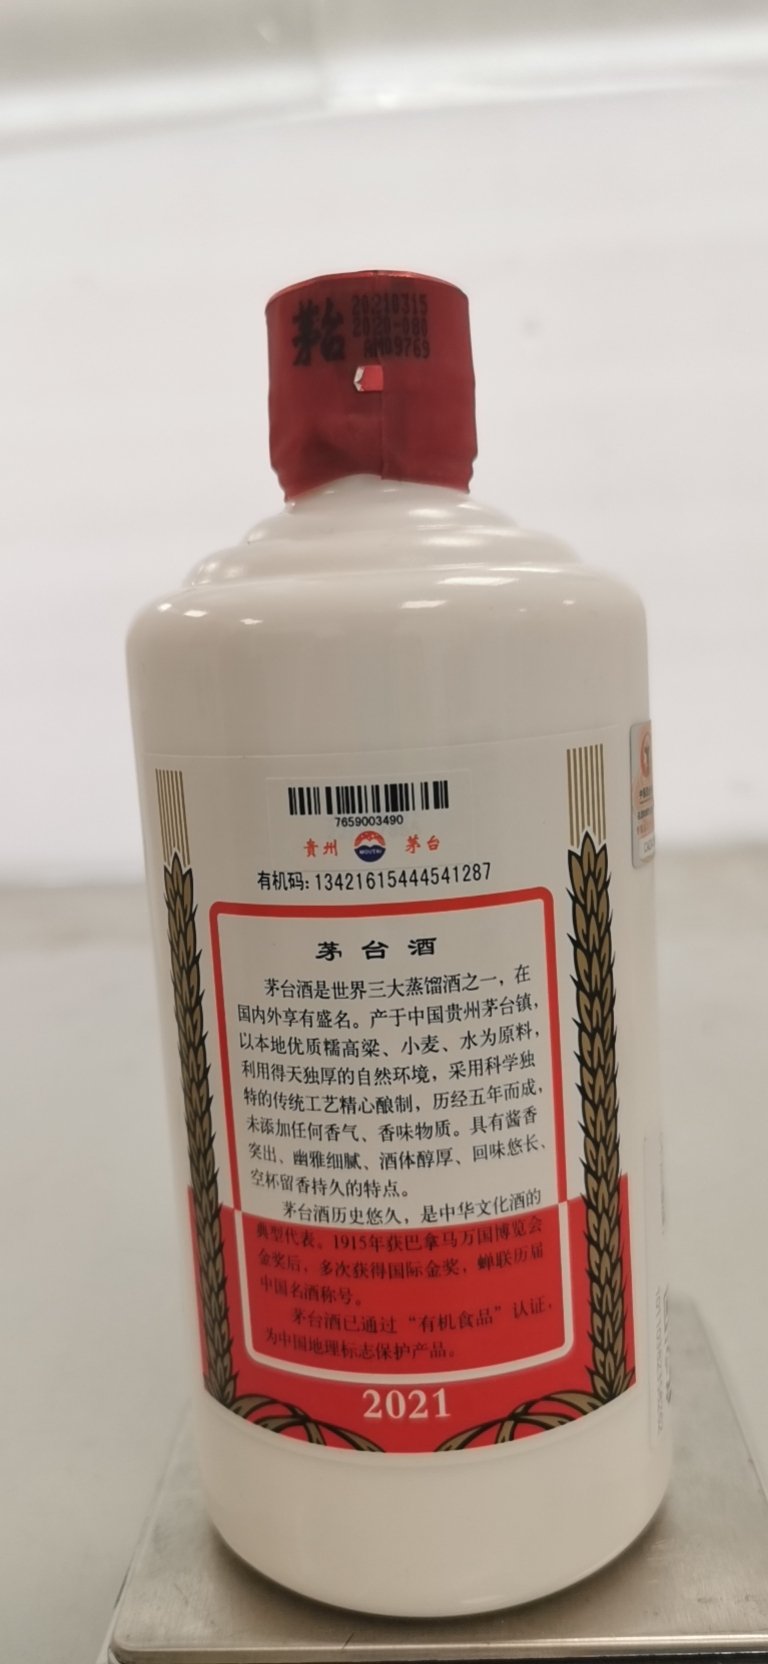 茅台
20210315
2020-080
7659003490
貴州 MOUTAI 茅台
有机码: 13421615444541287
茅台酒
茅台酒是世界三大蒸馏酒之一，在
国内外享有盛名。产于中国贵州茅台镇，
以本地优质糯高粱、小麦、水为原料，
利用得天独厚的自然环境，采用科学独
特的传统工艺精心酿制，历经五年而成，
未添加任何香气、香味物质。具有酱香
突出、幽雅细腻、酒体醇厚、回味悠长、
空杯留香持久的特点。
茅台酒历史悠久，是中华文化酒的
典型代表。1915年获巴拿马万国博览会
金奖后，多次获得国际金奖，蝉联历届
中国名酒称号。
茅台酒已通过“有机食品”认证，
为中国地理标志保护产品。
2021